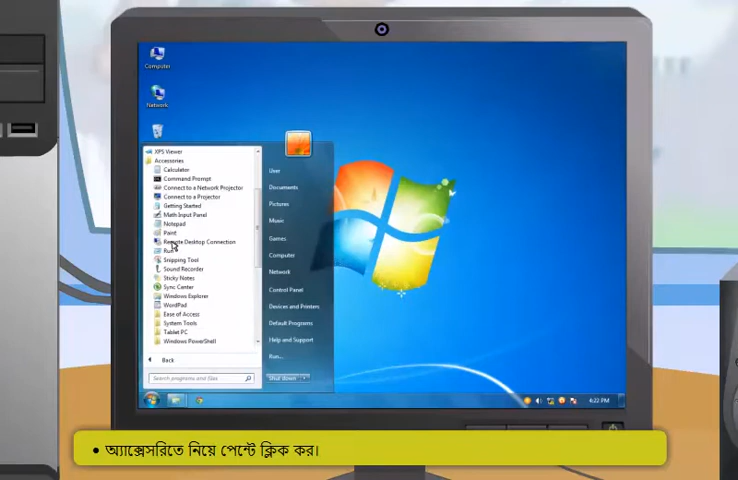 Computer
Network
XPS Viewer
Accessories
Calculator
Command Prompt
Connect to a Network Projector
Connect to a Projector
Getting Started
Math Input Panel
Notepad
Paint
Remote Desktop Connection
Run
Snipping Tool
Sound Recorder
Sticky Notes
Sync Center
Windows Explorer
WordPad
Ease of Access
System Tools
Tablet PC
Windows PowerShell
Back
Search programs and files
User
Documents
Pictures
Music
Games
Computer
Network
Control Panel
Devices and Printers
Default Programs
Help and Support
Run...
Shut down
4:22 PM
• অ্যাক্সেসরিতে নিয়ে পেন্টে ক্লিক কর।